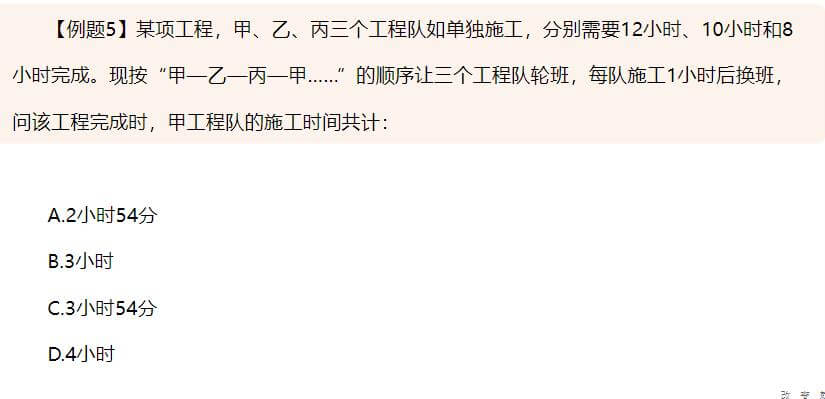 【例题5】某项工程，甲、乙、丙三个工程队如单独施工，分别需要12小时、10小时和8
小时完成。现按“甲—乙—丙—甲……”的顺序让三个工程队轮班，每队施工1小时后换班，
问该工程完成时，甲工程队的施工时间共计：
A.2小时54分
B.3小时
C.3小时54分
D.4小时